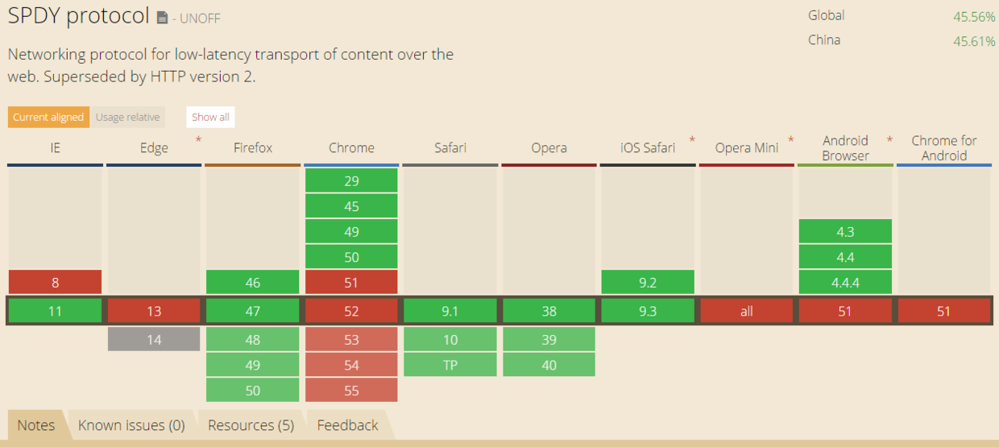 SPDY protocol - UNOFF
Global 45.56%
China 45.61%
Networking protocol for low-latency transport of content over the
web. Superseded by HTTP version 2.
Current aligned Usage relative Show all
IE Edge * Firefox Chrome Safari Opera iOS Safari * Opera Mini * Android Browser * Chrome for Android
29
45
49 4.3
50 4.4
8 46 51 9.2 4.4.4
11 13 47 52 9.1 38 9.3 all 51 51
14 48 53 10 39
49 54 TP 40
50 55
Notes Known issues (0) Resources (5) Feedback